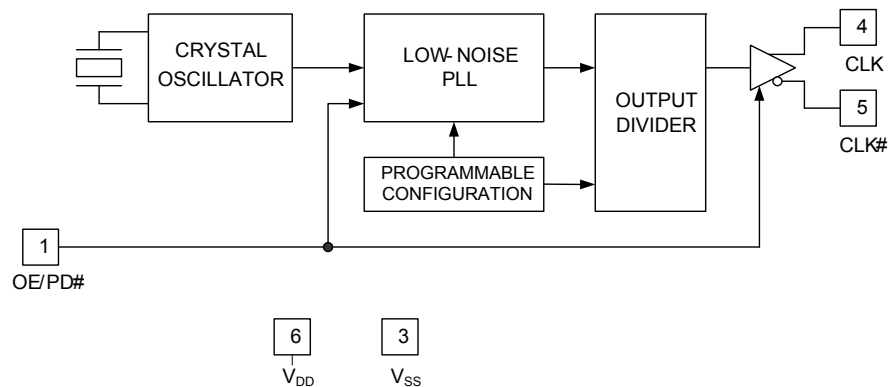 CRYSTAL
OSCILLATOR
LOW-NOISE
PLL
OUTPUT
DIVIDER
4
CLK
5
CLK#
PROGRAMMABLE
CONFIGURATION
1
OE/PD#
6
VDD
3
VSS